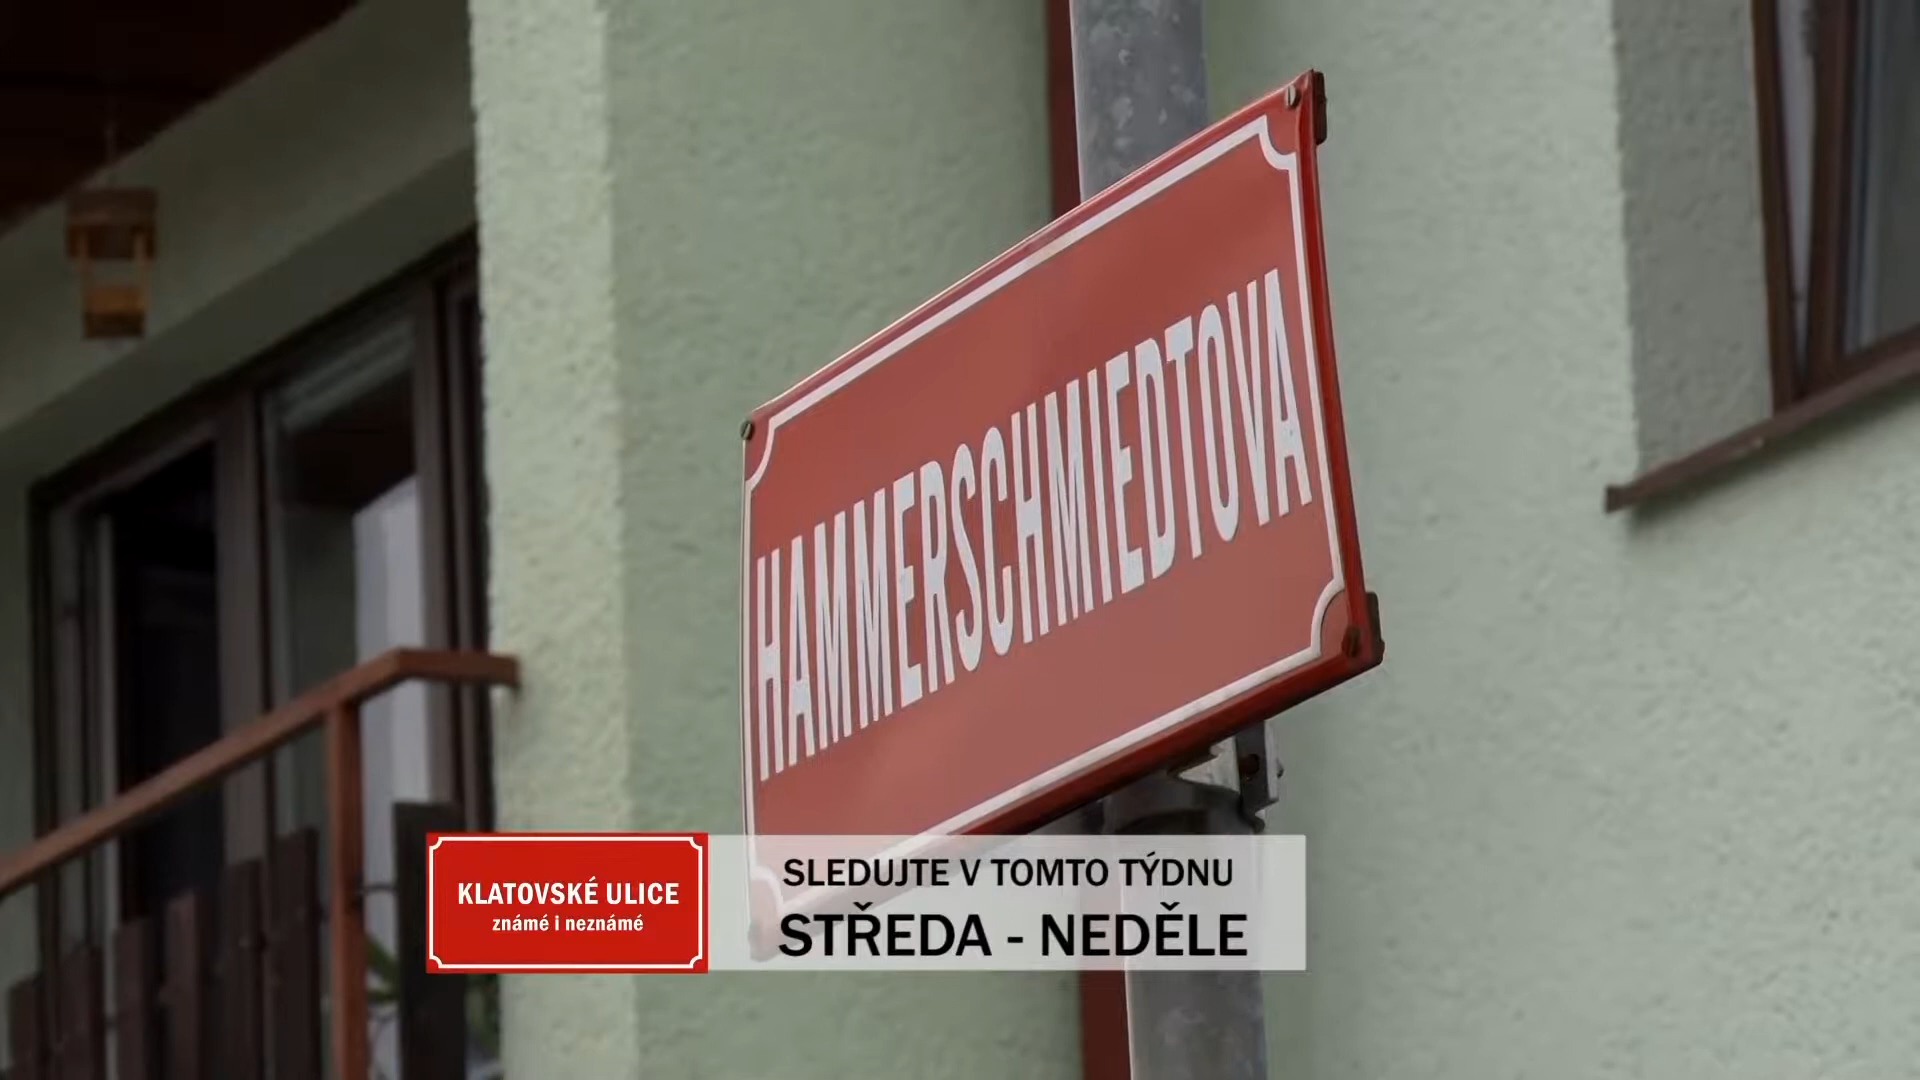 HAMMERSCHMIEDTOVA
KLATOVSKÉ ULICE
známé i neznámé
SLEDUJTE V TOMTO TÝDNU
STŘEDA - NEDĚLE